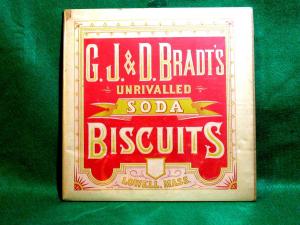 G. J. & D. BRADT'S
UNRIVALLED
SODA
BISCUITS
LOWELL, MASS.